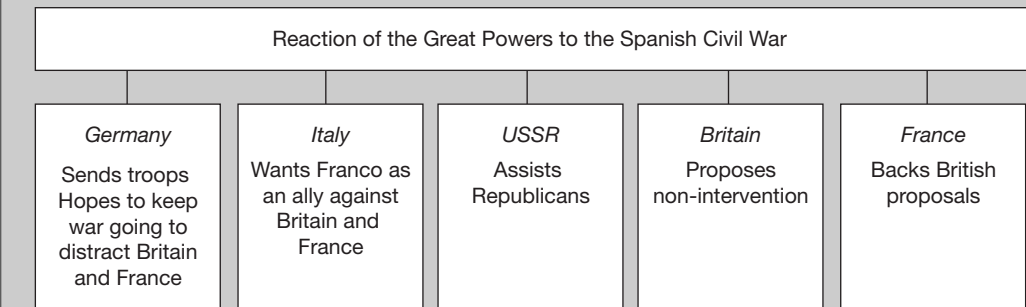 Reaction of the Great Powers to the Spanish Civil War
Germany
Sends troops
Hopes to keep
war going to
distract Britain
and France
Italy
Wants Franco as
an ally against
Britain and
France
USSR
Assists
Republicans
Britain
Proposes
non-intervention
France
Backs British
proposals